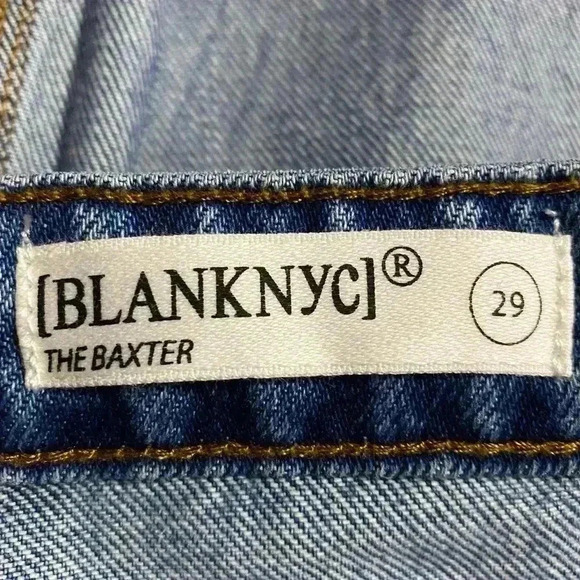 [BLANKNYC]®
THE BAXTER
29